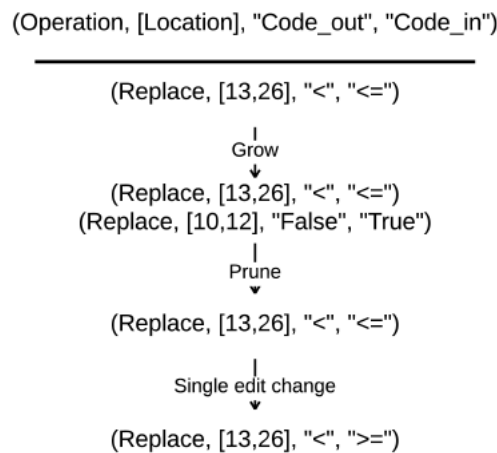 (Operation, [Location], "Code_out", "Code_in")
(Replace, [13,26], "<", "<=")
Grow
(Replace, [13,26], "<", "<=")
(Replace, [10,12], "False", "True")
Prune
(Replace, [13,26], "<", "<=")
Single edit change
(Replace, [13,26], "<", ">=")